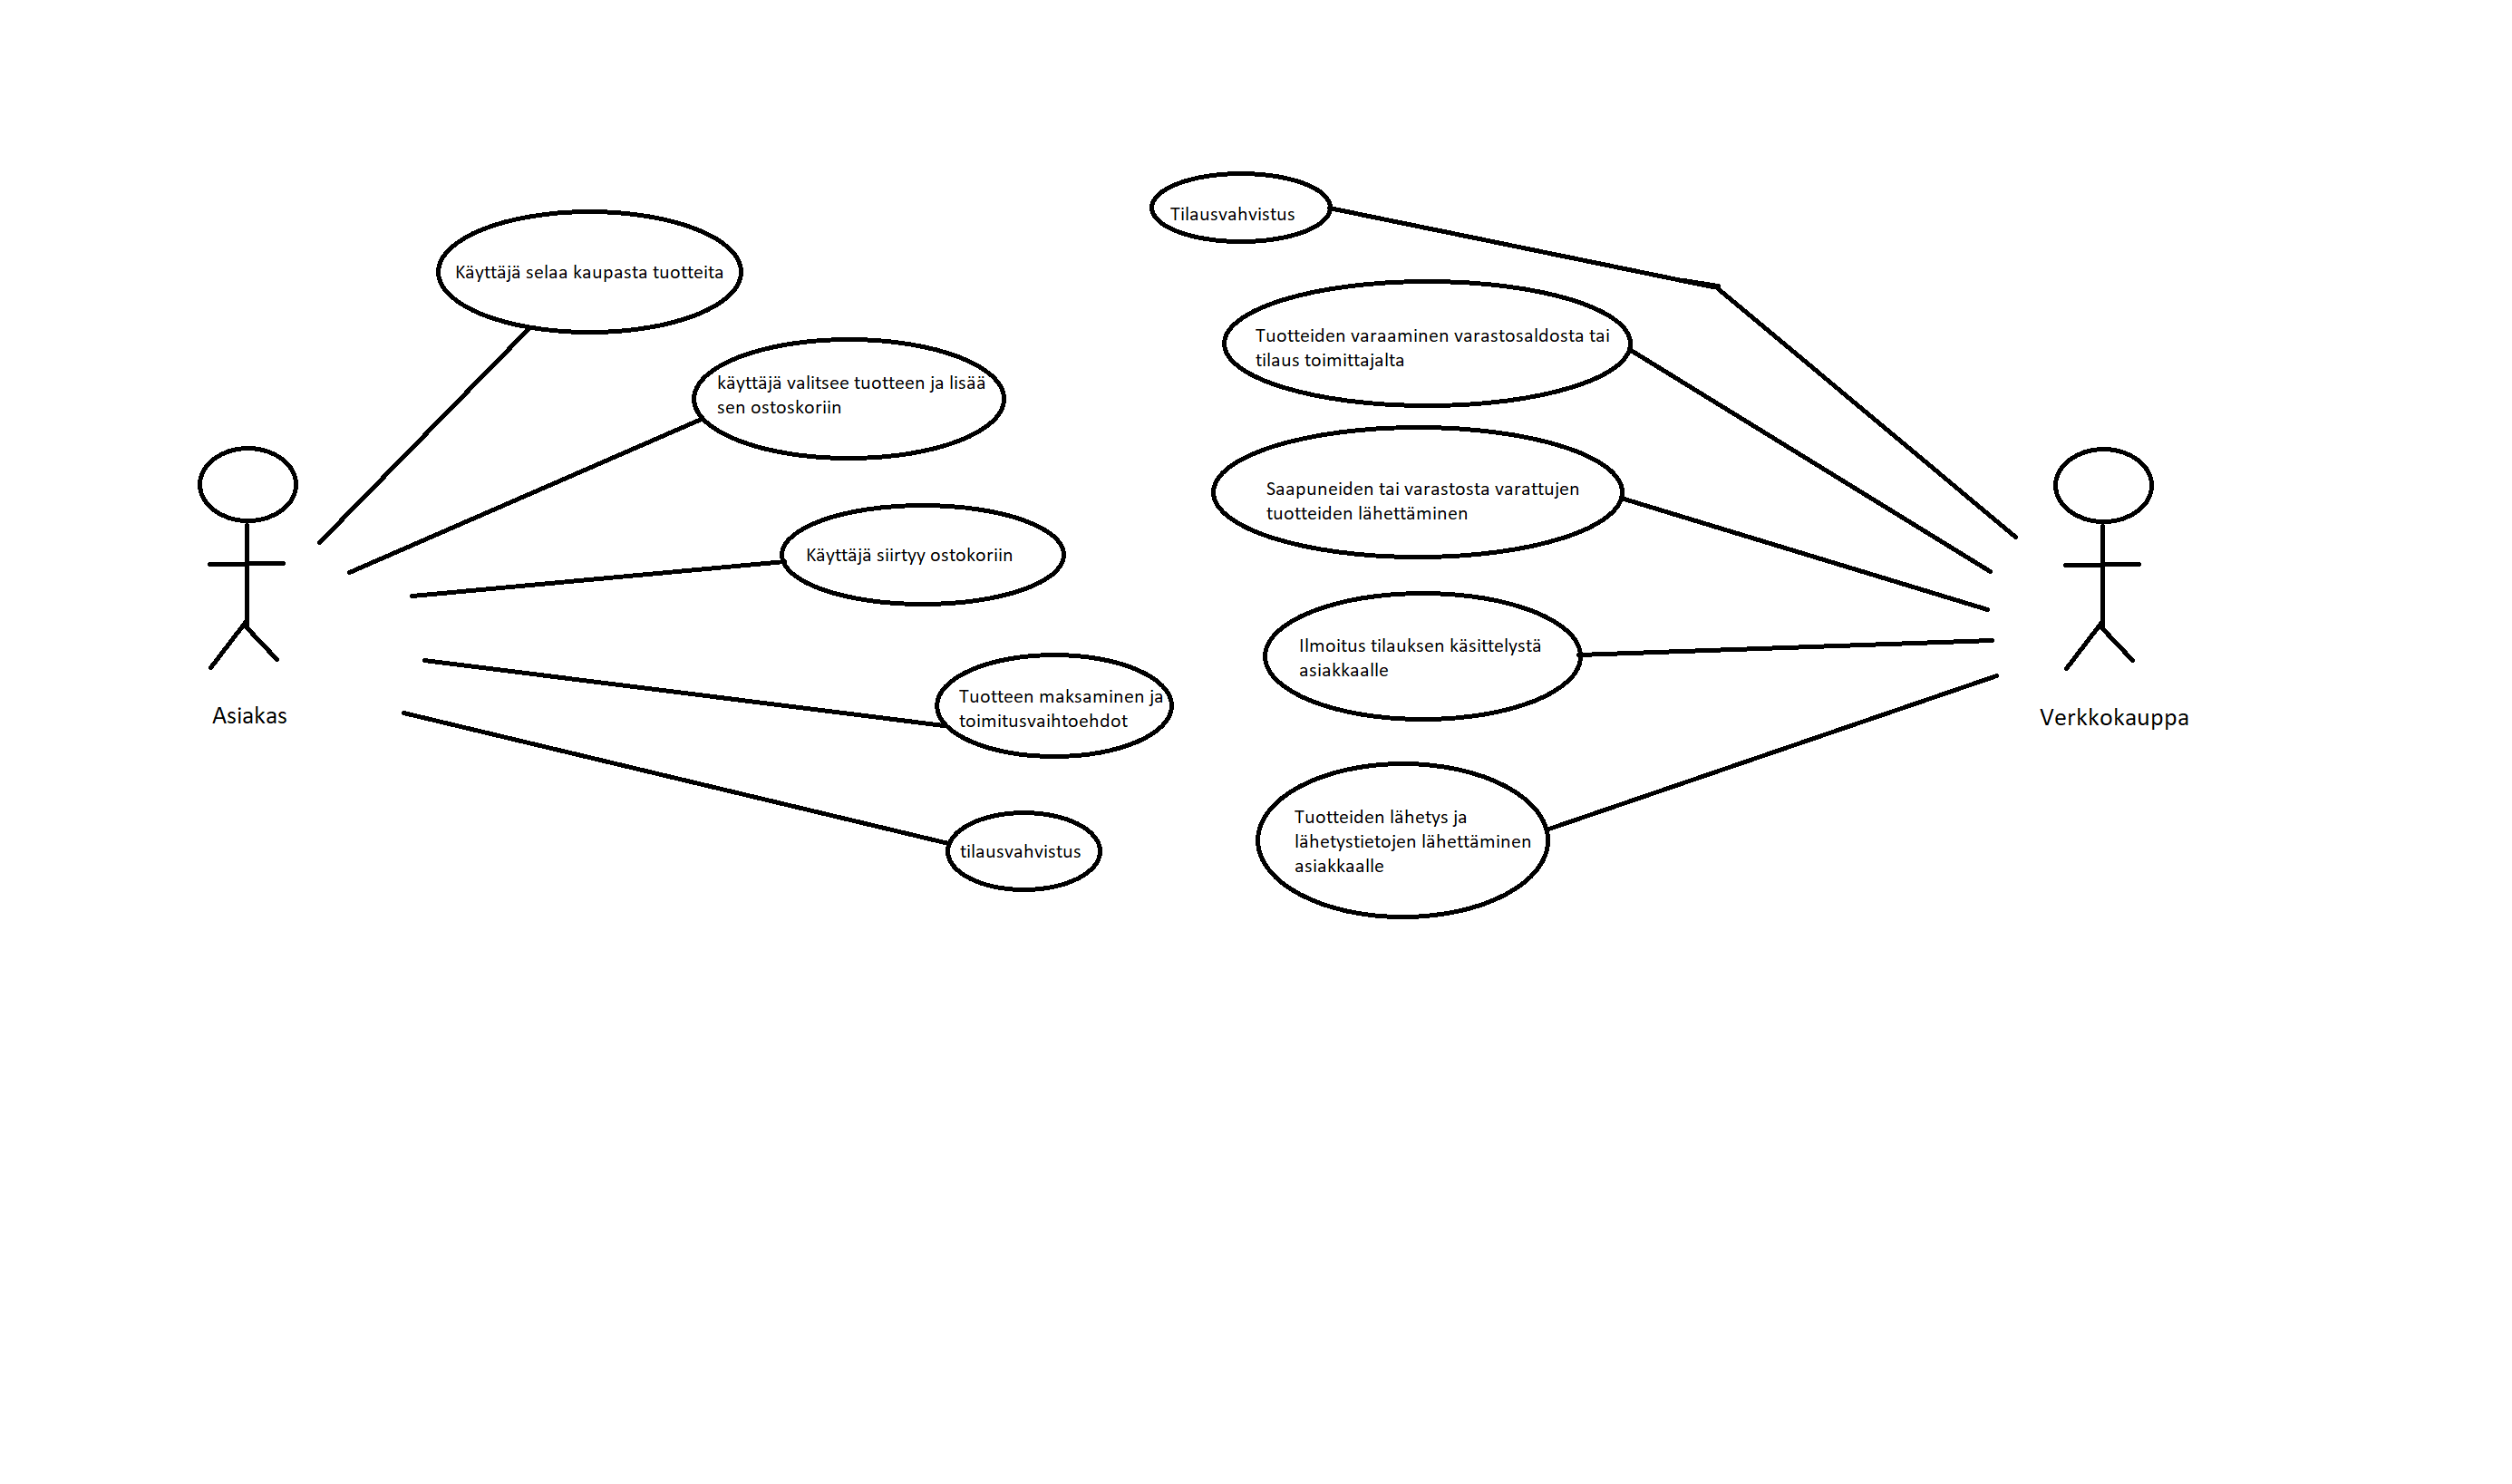 Tilausvahvistus
Käyttäjä selaa kaupasta tuotteita
Tuotteiden varaaminen varastosaldosta tai
tilaus toimittajalta
käyttäjä valitsee tuotteen ja lisää
sen ostoskoriin
Saapuneiden tai varastosta varattujen
tuotteiden lähettäminen
Käyttäjä siirtyy ostokoriin
Ilmoitus tilauksen käsittelystä
asiakkaalle
Tuotteen maksaminen ja
toimitusvaihtoehdot
Asiakas
Verkkokauppa
Tuotteiden lähetys ja
lähetystietojen lähettäminen
asiakkaalle
tilausvahvistus